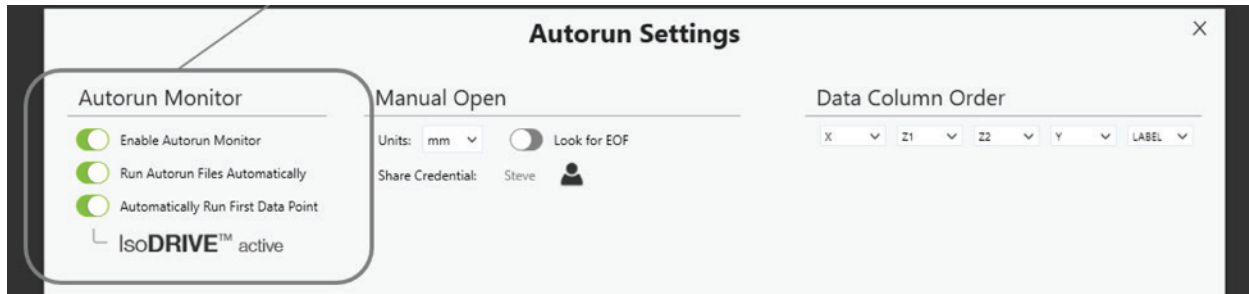 Autorun Settings
X
Autorun Monitor
Enable Autorun Monitor
Run Autorun Files Automatically
Automatically Run First Data Point
IsoDRIVE™ active
Manual Open
Units: mm Look for EOF
Share Credential: Steve
Data Column Order
X Z1 Z2 Y LABEL